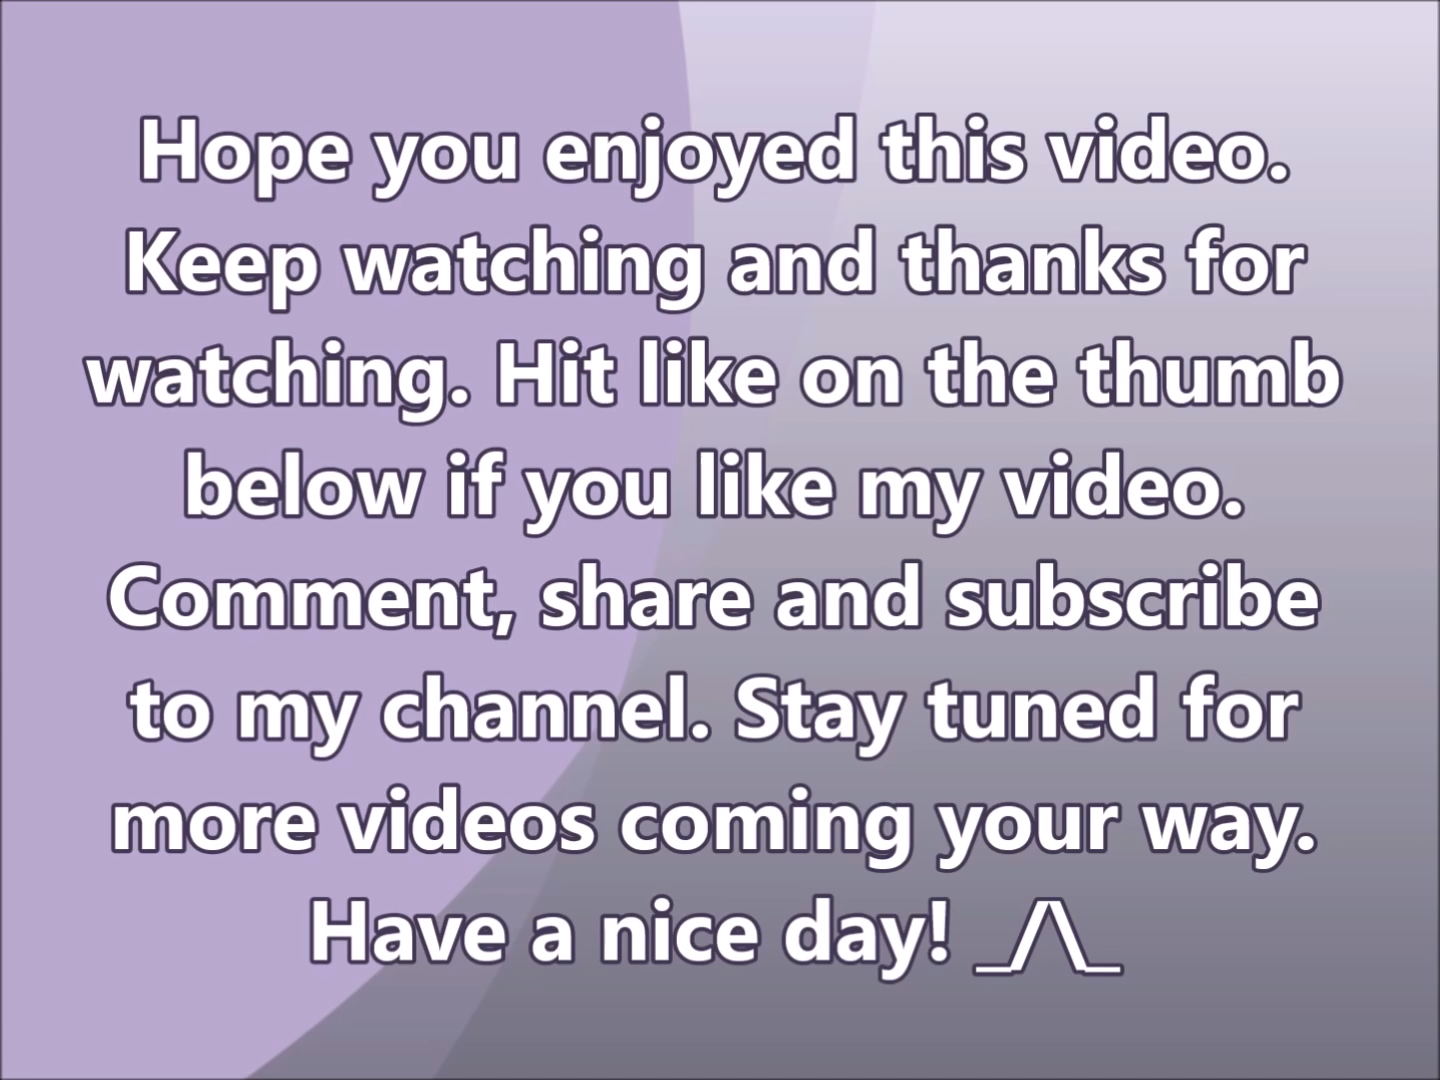 Hope you enjoyed this video.
Keep watching and thanks for
watching. Hit like on the thumb
below if you like my video.
Comment, share and subscribe
to my channel. Stay tuned for
more videos coming your way.
Have a nice day! _/\_